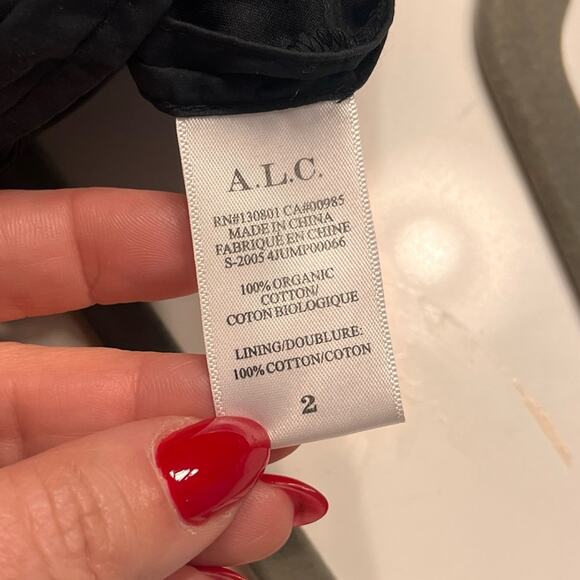 A.L.C.
RN#130801 CA#00985
MADE IN CHINA
FABRIQUÉ EN CHINE
S-2005 4JUMP00066
100% ORGANIC
COTTON/
COTON BIOLOGIQUE
LINING/DOUBLURE:
100% COTTON/COTON
2